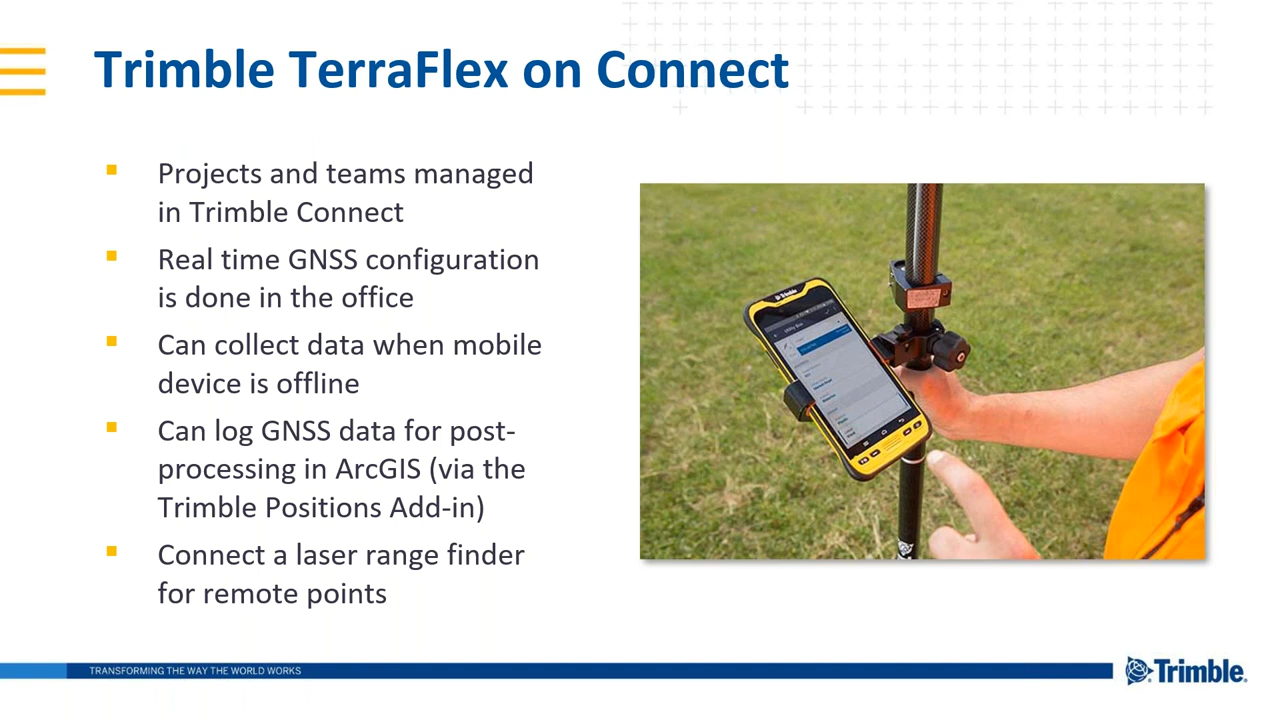 Trimble TerraFlex on Connect
Projects and teams managed
in Trimble Connect
Real time GNSS configuration
is done in the office
Can collect data when mobile
device is offline
Can log GNSS data for post-
processing in ArcGIS (via the
Trimble Positions Add-in)
Connect a laser range finder
for remote points
Trimble
TRANSFORMING THE WAY THE WORLD WORKS
Trimble